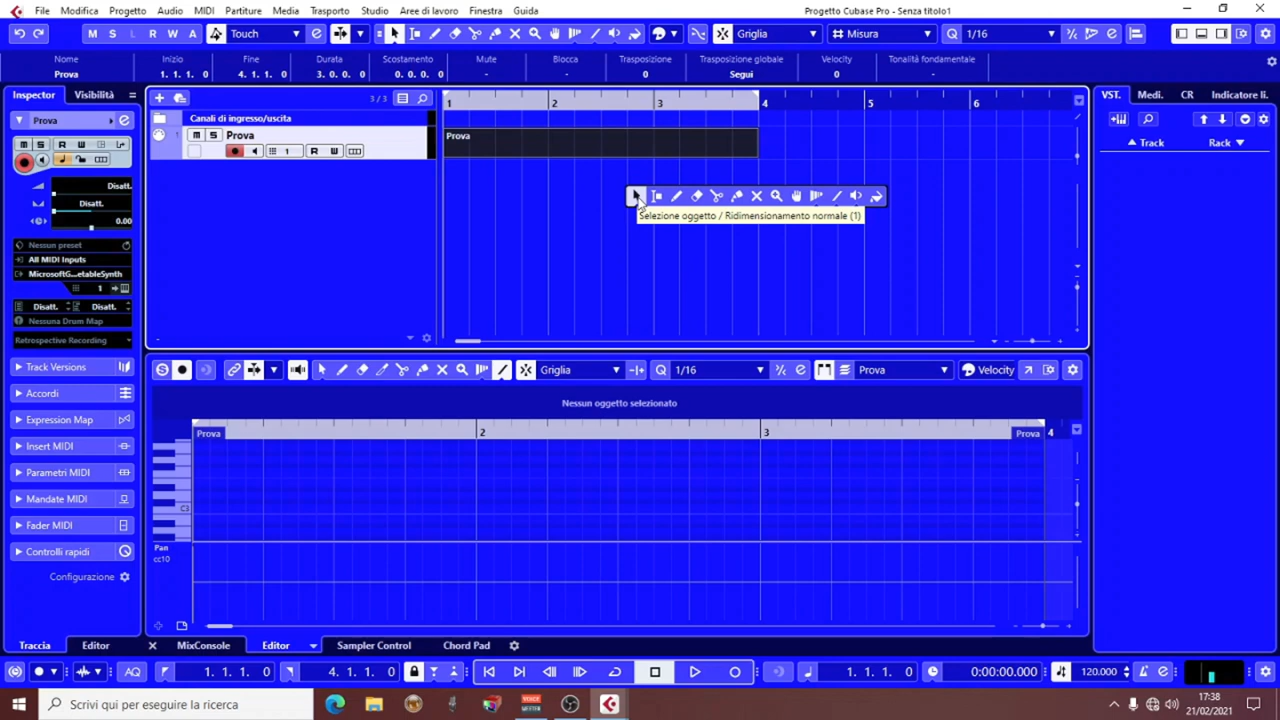 File Modifica Progetto Audio MIDI Partiture Media Trasporto Studio Aree di lavoro Finestra Guida Progetto Cubase Pro - Senza titolo1
M S L R W A Touch Griglia Misura Q 1/16
Nome Inizio Fine Durata Scostamento Mute Blocca Trasposizione Trasposizione globale Velocity Tonalità fondamentale
Prova 1. 1. 1. 0 4. 1. 1. 0 3. 0. 0. 0 0. 0. 0. 0 - - 0 Segui 0 -
Inspector Visibilità
3 / 3
1 2 3 4 5 6
VST. Medi. CR Indicatore li.
Prova
Canali di ingresso/uscita
M S R W
1 M S Prova
1 R W
Prova
Track Rack
Disatt.
Disatt.
0.00
Selezione oggetto / Ridimensionamento normale (1)
Nessun preset
All MIDI Inputs
MicrosoftG...etableSynth
1
Disatt. Disatt.
Nessuna Drum Map
Retrospective Recording
Track Versions
Accordi
Expression Map
Insert MIDI
Parametri MIDI
Mandate MIDI
Fader MIDI
Controlli rapidi
Configurazione
S Griglia Q 1/16 Prova Velocity
Nessun oggetto selezionato
Prova 2 3 Prova 4
C3
Pan
cc10
Traccia Editor MixConsole Editor Sampler Control Chord Pad
AQ 1. 1. 1. 0 4. 1. 1. 0 1. 1. 1. 0 0:00:00.000 120.000
Scrivi qui per eseguire la ricerca
17:38
21/02/2021